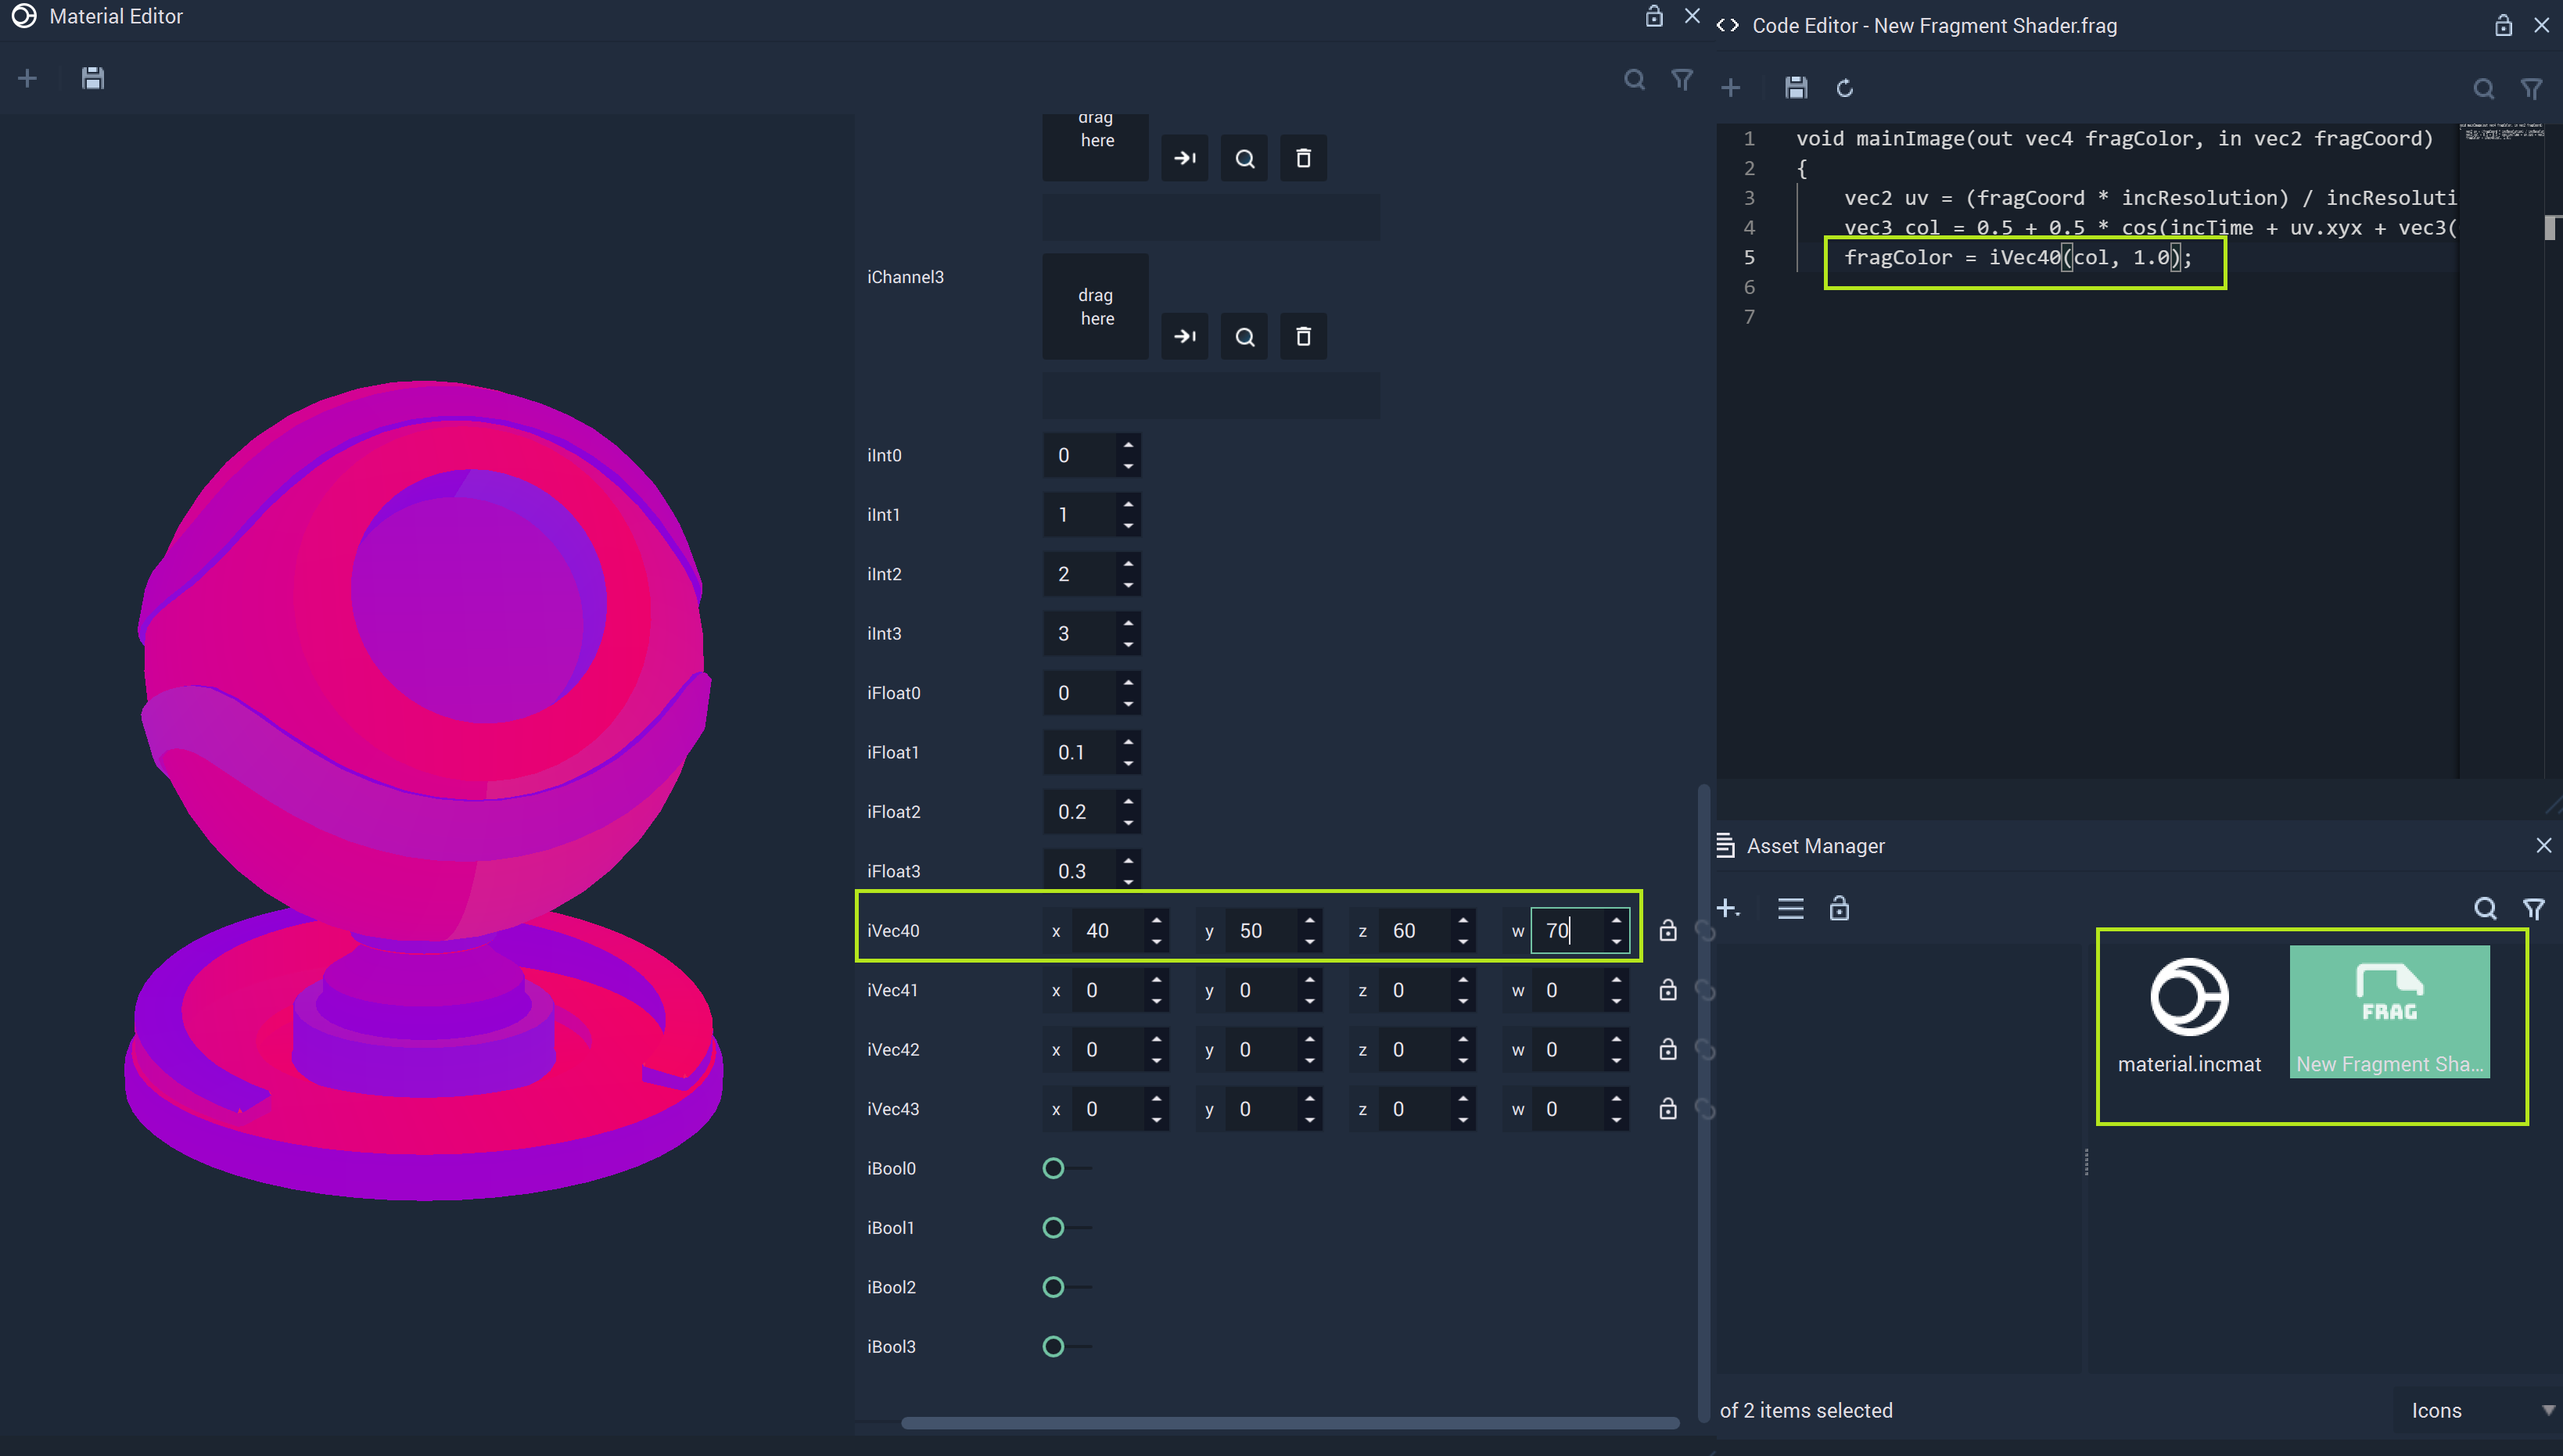 Material Editor
drag
here
iChannel3
drag
here
iInt0 0
iInt1 1
iInt2 2
iInt3 3
iFloat0 0
iFloat1 0.1
iFloat2 0.2
iFloat3 0.3
iVec40 x 40 y 50 z 60 w 70
iVec41 x 0 y 0 z 0 w 0
iVec42 x 0 y 0 z 0 w 0
iVec43 x 0 y 0 z 0 w 0
iBool0
iBool1
iBool2
iBool3
Code Editor - New Fragment Shader.frag
1 void mainImage(out vec4 fragColor, in vec2 fragCoord)
2 {
3 vec2 uv = (fragCoord * incResolution) / incResoluti
4 vec3 col = 0.5 + 0.5 * cos(incTime + uv.xyx + vec3(
5 fragColor = iVec40(col, 1.0);
6
7
Asset Manager
FRAG
material.incmat New Fragment Sha...
of 2 items selected
Icons